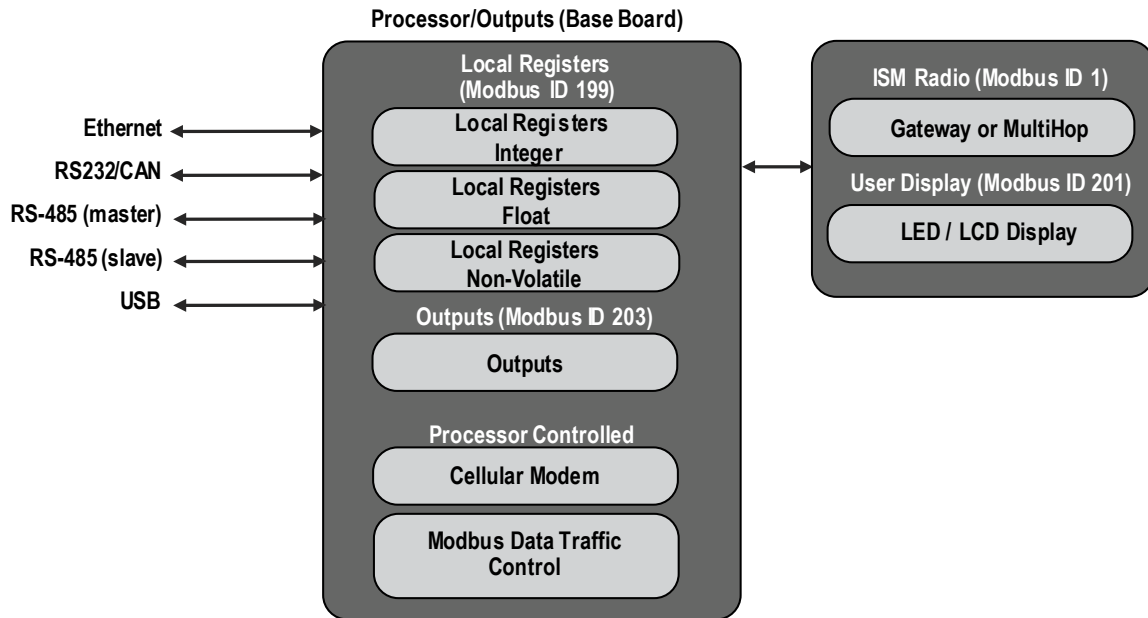 Processor/Outputs (Base Board)
Local Registers
(Modbus ID 199)
Local Registers
Integer
Local Registers
Float
Local Registers
Non-Volatile
Outputs (Modbus ID 203)
Outputs
Processor Controlled
Cellular Modem
Modbus Data Traffic
Control
Ethernet
RS232/CAN
RS-485 (master)
RS-485 (slave)
USB
ISM Radio (Modbus ID 1)
Gateway or MultiHop
User Display (Modbus ID 201)
LED / LCD Display